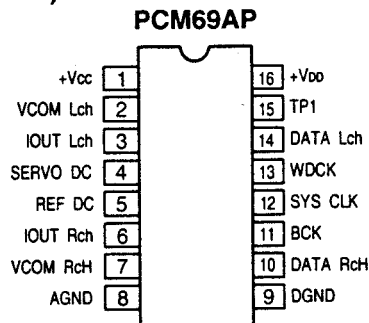 PCM69AP
+Vcc 1 16 +VDD
VCOM Lch 2 15 TP1
IOUT Lch 3 14 DATA Lch
SERVO DC 4 13 WDCK
REF DC 5 12 SYS CLK
IOUT Rch 6 11 BCK
VCOM RcH 7 10 DATA RcH
AGND 8 9 DGND